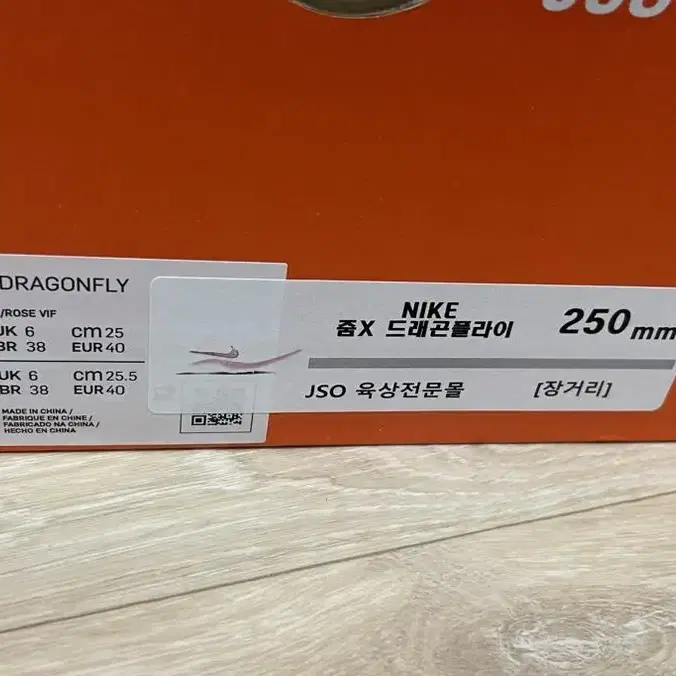 DRAGONFLY
/ROSE VIF
UK 6 cm 25
BR 38 EUR 40
UK 6 cm 25.5
BR 38 EUR 40
MADE IN CHINA /
FABRIQUE EN CHINE /
FABRICADO NA CHINA /
HECHO EN CHINA
NIKE
줌X 드래곤플라이
250 mm
JSO 육상전문몰
[장거리]